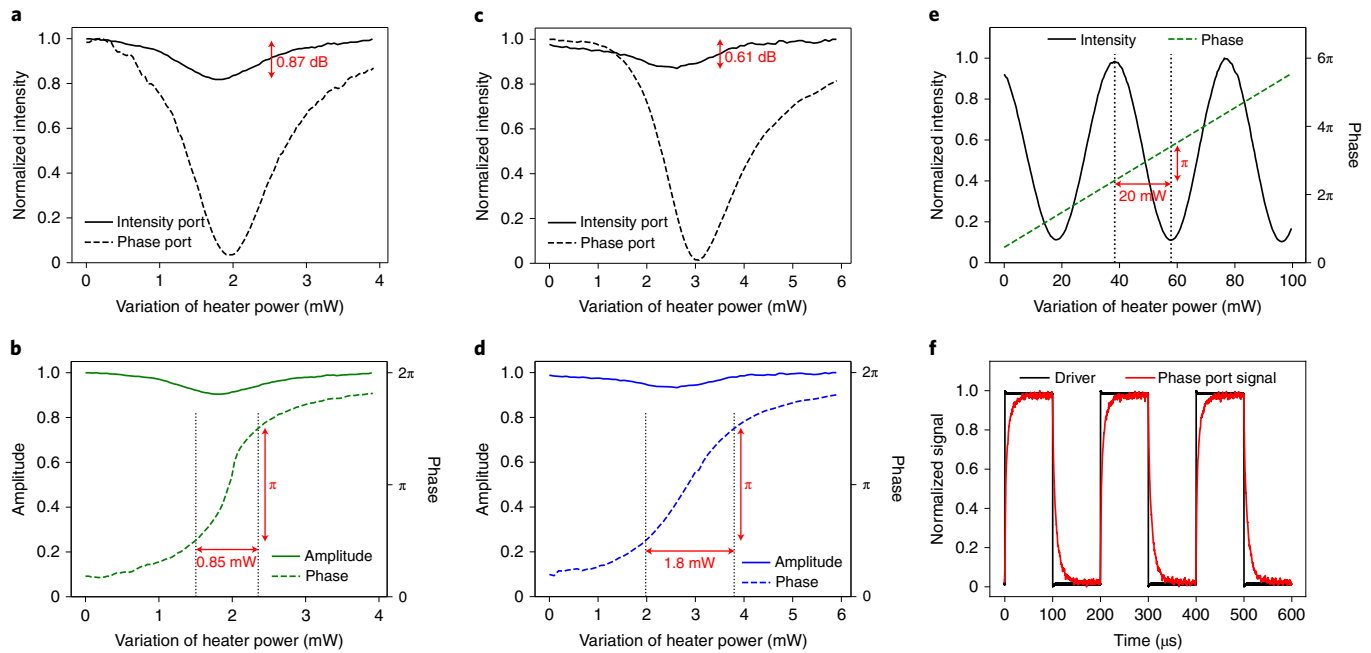 a
1.0
0.8
0.6
0.4
0.2
0
Normalized intensity
0.87 dB
Intensity port
Phase port
0
1
2
3
4
Variation of heater power (mW)
c
1.0
0.8
0.6
0.4
0.2
0
Normalized intensity
0.61 dB
Intensity port
Phase port
0
1
2
3
4
5
6
Variation of heater power (mW)
e
Intensity
Phase
1.0
0.8
0.6
0.4
0.2
0
Normalized intensity
6π
4π
2π
0
Phase
π
20 mW
0
20
40
60
80
100
Variation of heater power (mW)
b
1.0
0.8
0.6
0.4
0.2
0
Amplitude
2π
π
0
Phase
π
0.85 mW
Amplitude
Phase
0
1
2
3
4
Variation of heater power (mW)
d
1.0
0.8
0.6
0.4
0.2
0
Amplitude
2π
π
0
Phase
π
1.8 mW
Amplitude
Phase
0
1
2
3
4
5
6
Variation of heater power (mW)
f
Driver
Phase port signal
1.0
0.8
0.6
0.4
0.2
0
Normalized signal
0
100
200
300
400
500
600
Time (μs)